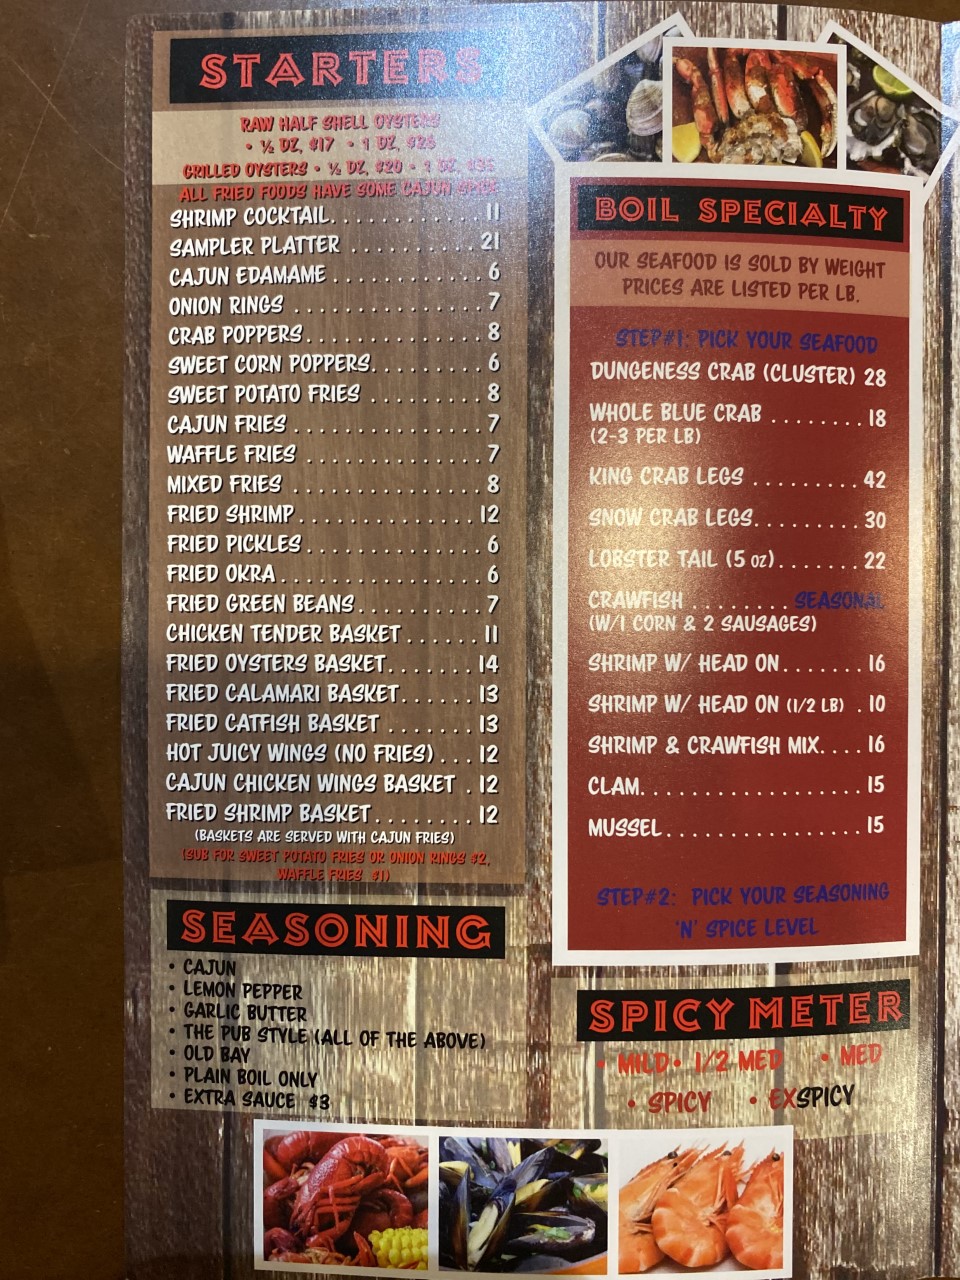 STARTERS
RAW HALF SHELL OYSTERS
• ½ DZ, $17 • 1 DZ, $25
GRILLED OYSTERS • ½ DZ, $20 • 1 DZ, $35
ALL FRIED FOODS HAVE SOME CAJUN SPICE
SHRIMP COCKTAIL. . . . . . . . . . . . 11
SAMPLER PLATTER . . . . . . . . . . 21
CAJUN EDAMAME . . . . . . . . . . . . 6
ONION RINGS . . . . . . . . . . . . . . . 7
CRAB POPPERS. . . . . . . . . . . . . . 8
SWEET CORN POPPERS. . . . . . . . . 6
SWEET POTATO FRIES . . . . . . . . . 8
CAJUN FRIES . . . . . . . . . . . . . . . 7
WAFFLE FRIES . . . . . . . . . . . . . . 7
MIXED FRIES . . . . . . . . . . . . . . . 8
FRIED SHRIMP. . . . . . . . . . . . . . 12
FRIED PICKLES. . . . . . . . . . . . . . 6
FRIED OKRA. . . . . . . . . . . . . . . . 6
FRIED GREEN BEANS. . . . . . . . . . 7
CHICKEN TENDER BASKET . . . . . . 11
FRIED OYSTERS BASKET. . . . . . . 14
FRIED CALAMARI BASKET. . . . . . 13
FRIED CATFISH BASKET . . . . . . . 13
HOT JUICY WINGS (NO FRIES) . . . 12
CAJUN CHICKEN WINGS BASKET . 12
FRIED SHRIMP BASKET. . . . . . . . 12
(BASKETS ARE SERVED WITH CAJUN FRIES)
(SUB FOR SWEET POTATO FRIES OR ONION RINGS $2,
WAFFLE FRIES $1)
SEASONING
• CAJUN
• LEMON PEPPER
• GARLIC BUTTER
• THE PUB STYLE (ALL OF THE ABOVE)
• OLD BAY
• PLAIN BOIL ONLY
• EXTRA SAUCE $3
BOIL SPECIALTY
OUR SEAFOOD IS SOLD BY WEIGHT
PRICES ARE LISTED PER LB.
STEP#1: PICK YOUR SEAFOOD
DUNGENESS CRAB (CLUSTER) 28
WHOLE BLUE CRAB . . . . . . . . 18
(2-3 PER LB)
KING CRAB LEGS . . . . . . . . . 42
SNOW CRAB LEGS. . . . . . . . . 30
LOBSTER TAIL (5 OZ). . . . . . . 22
CRAWFISH . . . . . . . . SEASONAL
(W/1 CORN & 2 SAUSAGES)
SHRIMP W/ HEAD ON. . . . . . . 16
SHRIMP W/ HEAD ON (1/2 LB) . 10
SHRIMP & CRAWFISH MIX. . . . 16
CLAM. . . . . . . . . . . . . . . . . . 15
MUSSEL. . . . . . . . . . . . . . . . 15
STEP#2: PICK YOUR SEASONING
'N' SPICE LEVEL
SPICY METER
• MILD • 1/2 MED • MED
• SPICY • EXSPICY